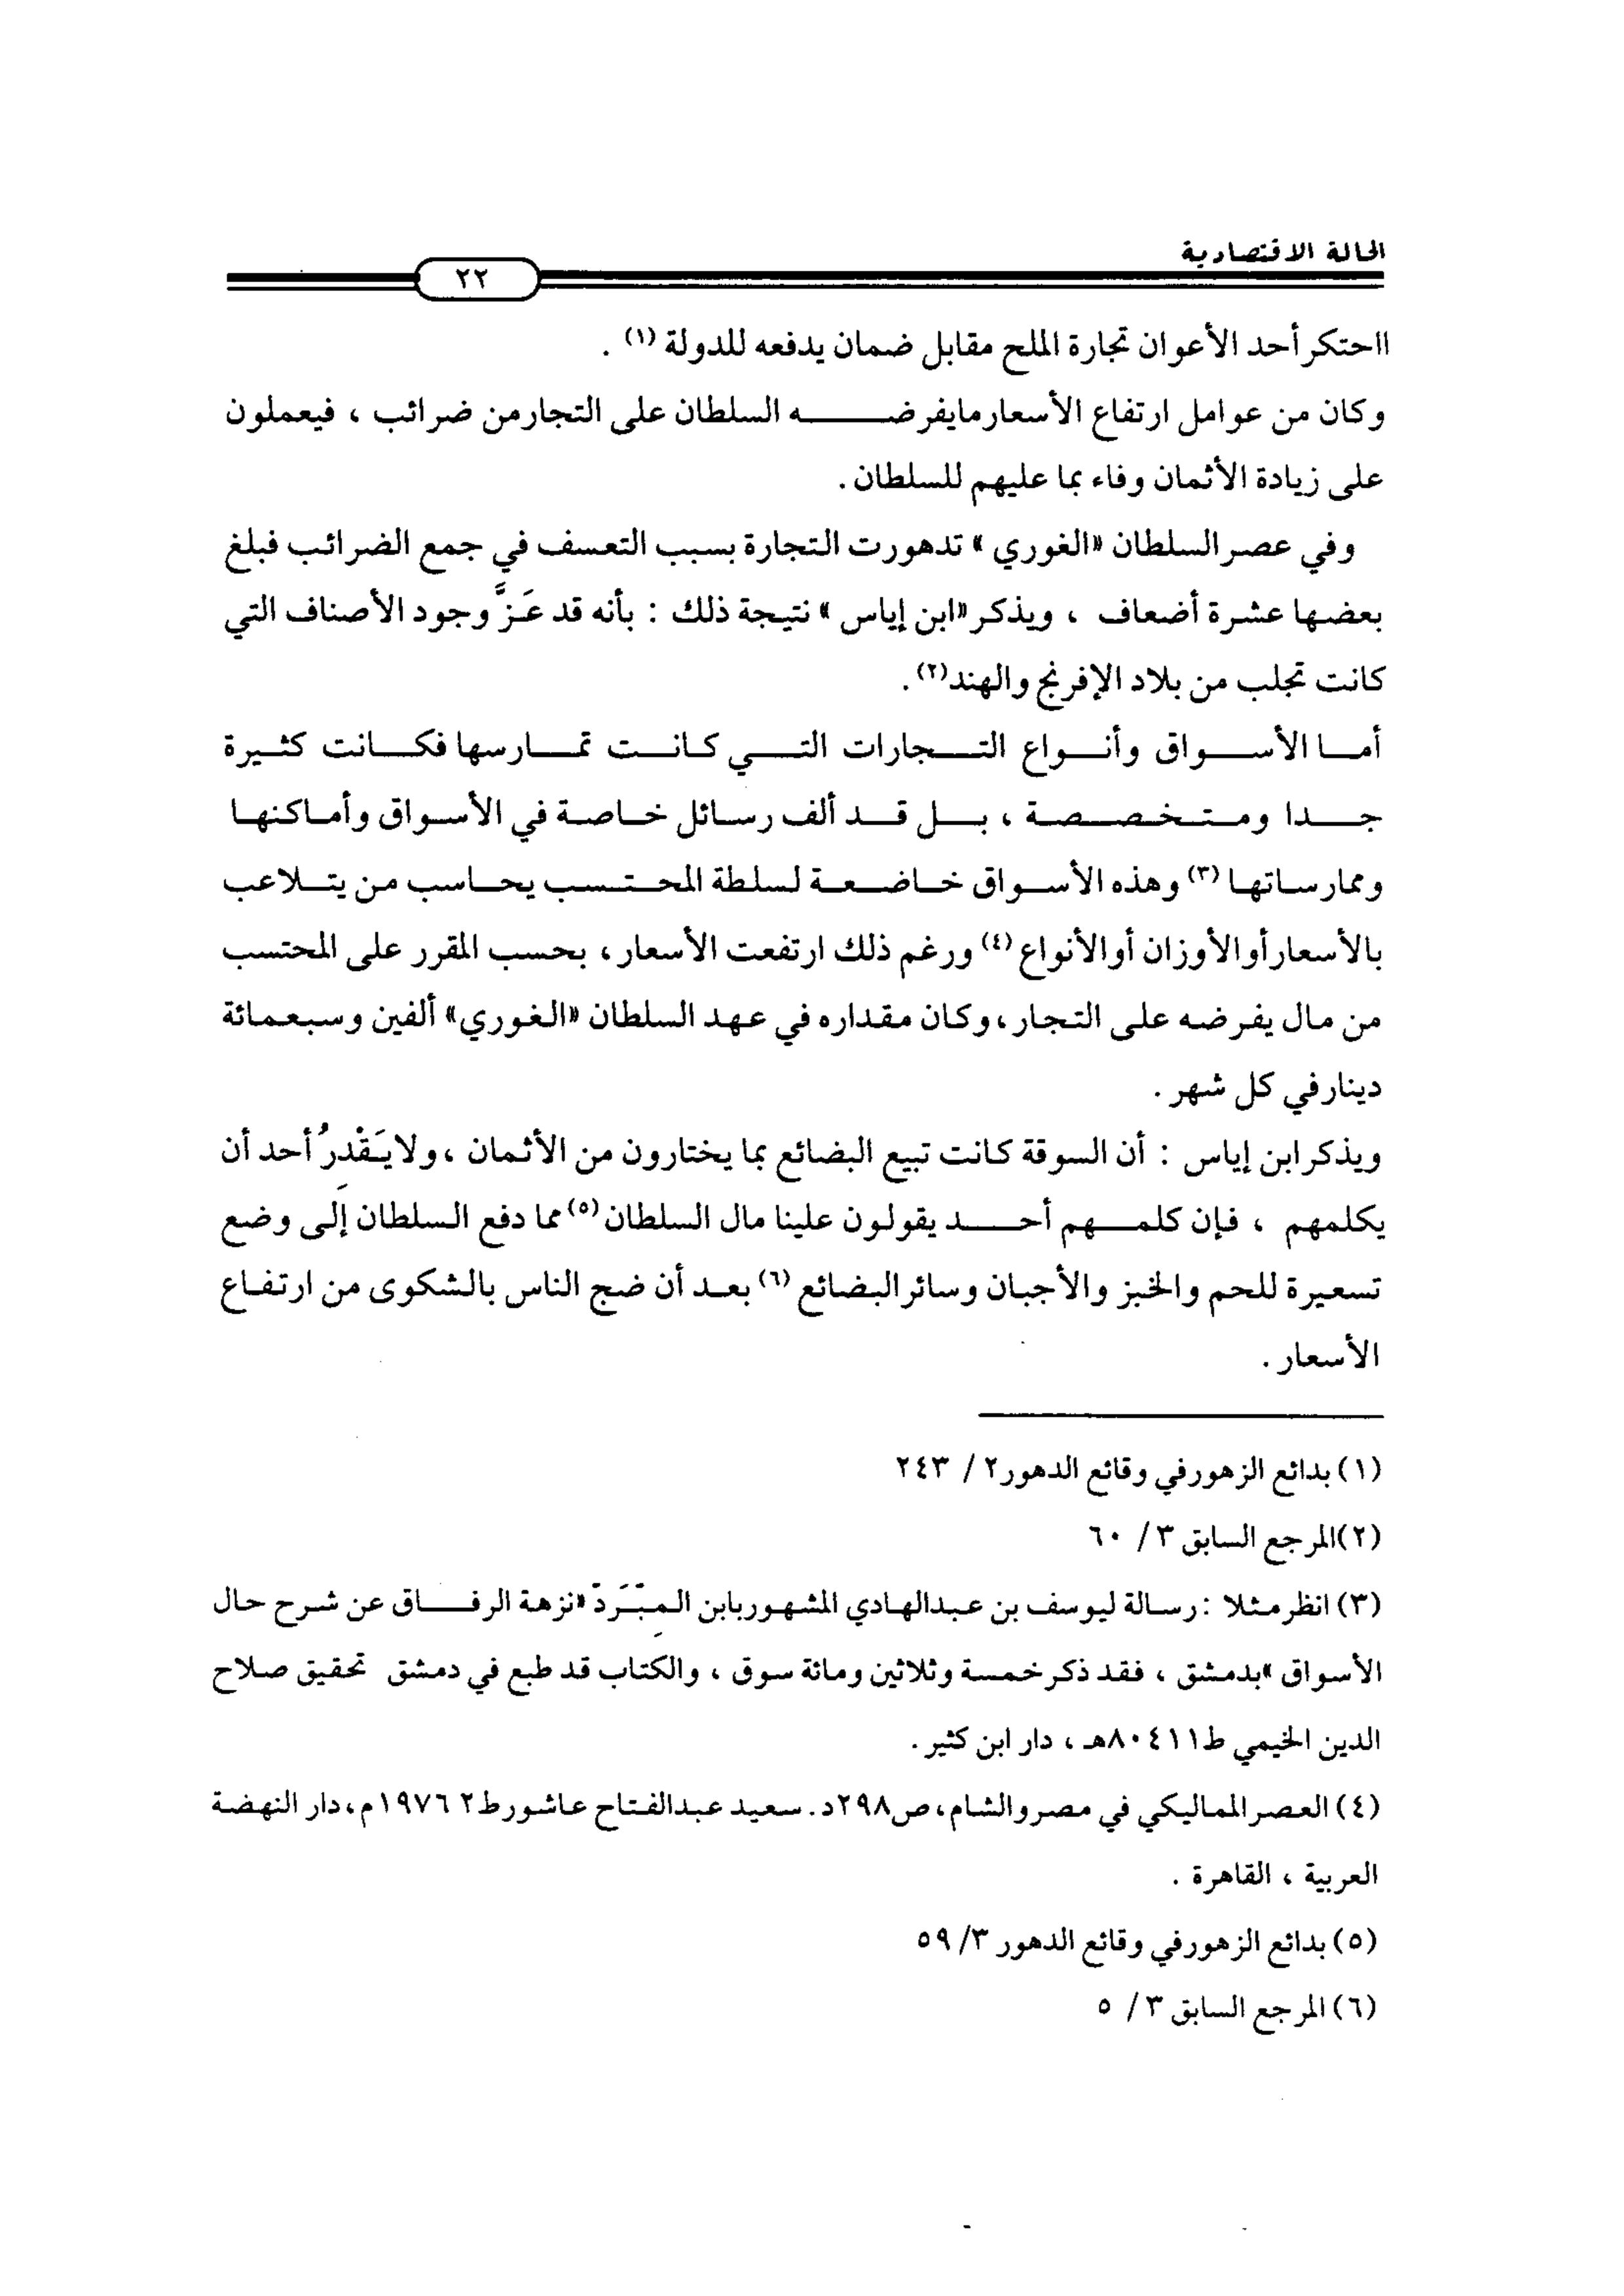 الحالة الاقتصادية
٢٢
ااحتكر أحد الأعوان تجارة الملح مقابل ضمان يدفعه للدولة (١) .
وكان من عوامل ارتفاع الأسعار مايفرضه السلطان على التجار من ضرائب ، فيعملون
على زيادة الأثمان وفاء بما عليهم للسلطان .
وفي عصر السلطان «الغوري » تدهورت التجارة بسبب التعسف في جمع الضرائب فبلغ
بعضها عشرة أضعاف ، ويذكر «ابن إياس » نتيجة ذلك : بأنه قد عَزَّ وجود الأصناف التي
كانت تجلب من بلاد الإفرنج والهند(٢) .
أما الأسواق وأنواع التجارات التي كانت تمارسها فكانت كثيرة
جدا ومتخصصة ، بل قد ألف رسائل خاصة في الأسواق وأماكنها
وممارساتها (٣) وهذه الأسواق خاضعة لسلطة المحتسب يحاسب من يتلاعب
بالأسعار أو الأوزان أو الأنواع (٤) ورغم ذلك ارتفعت الأسعار ، بحسب المقرر على المحتسب
من مال يفرضه على التجار ، وكان مقداره في عهد السلطان «الغوري» ألفين وسبعمائة
دينار في كل شهر .
ويذكر ابن إياس : أن السوقة كانت تبيع البضائع بما يختارون من الأثمان ، ولا يَقْدِرُ أحد أن
يكلمهم ، فإن كلمهم أحد يقولون علينا مال السلطان (٥) مما دفع السلطان إلى وضع
تسعيرة للحم والخبز والأجبان وسائر البضائع (٦) بعد أن ضج الناس بالشكوى من ارتفاع
الأسعار .
(١) بدائع الزهور في وقائع الدهور ٢ / ٢٤٣
(٢) المرجع السابق ٣ / ٦٠
(٣) انظر مثلا : رسالة ليوسف بن عبدالهادي المشهور بابن المِبَّرَد «نزهة الرفاق عن شرح حال
الأسواق »بدمشق ، فقد ذكر خمسة وثلاثين ومائة سوق ، والكتاب قد طبع في دمشق تحقيق صلاح
الدين الخيمي ط٨٠٤١١هـ ، دار ابن كثير .
(٤) العصر المماليكي في مصر والشام ، ص٢٩٨ د. سعيد عبدالفتاح عاشور ط٢ ١٩٧٦م ، دار النهضة
العربية ، القاهرة .
(٥) بدائع الزهور في وقائع الدهور ٣/ ٥٩
(٦) المرجع السابق ٣ / ٥